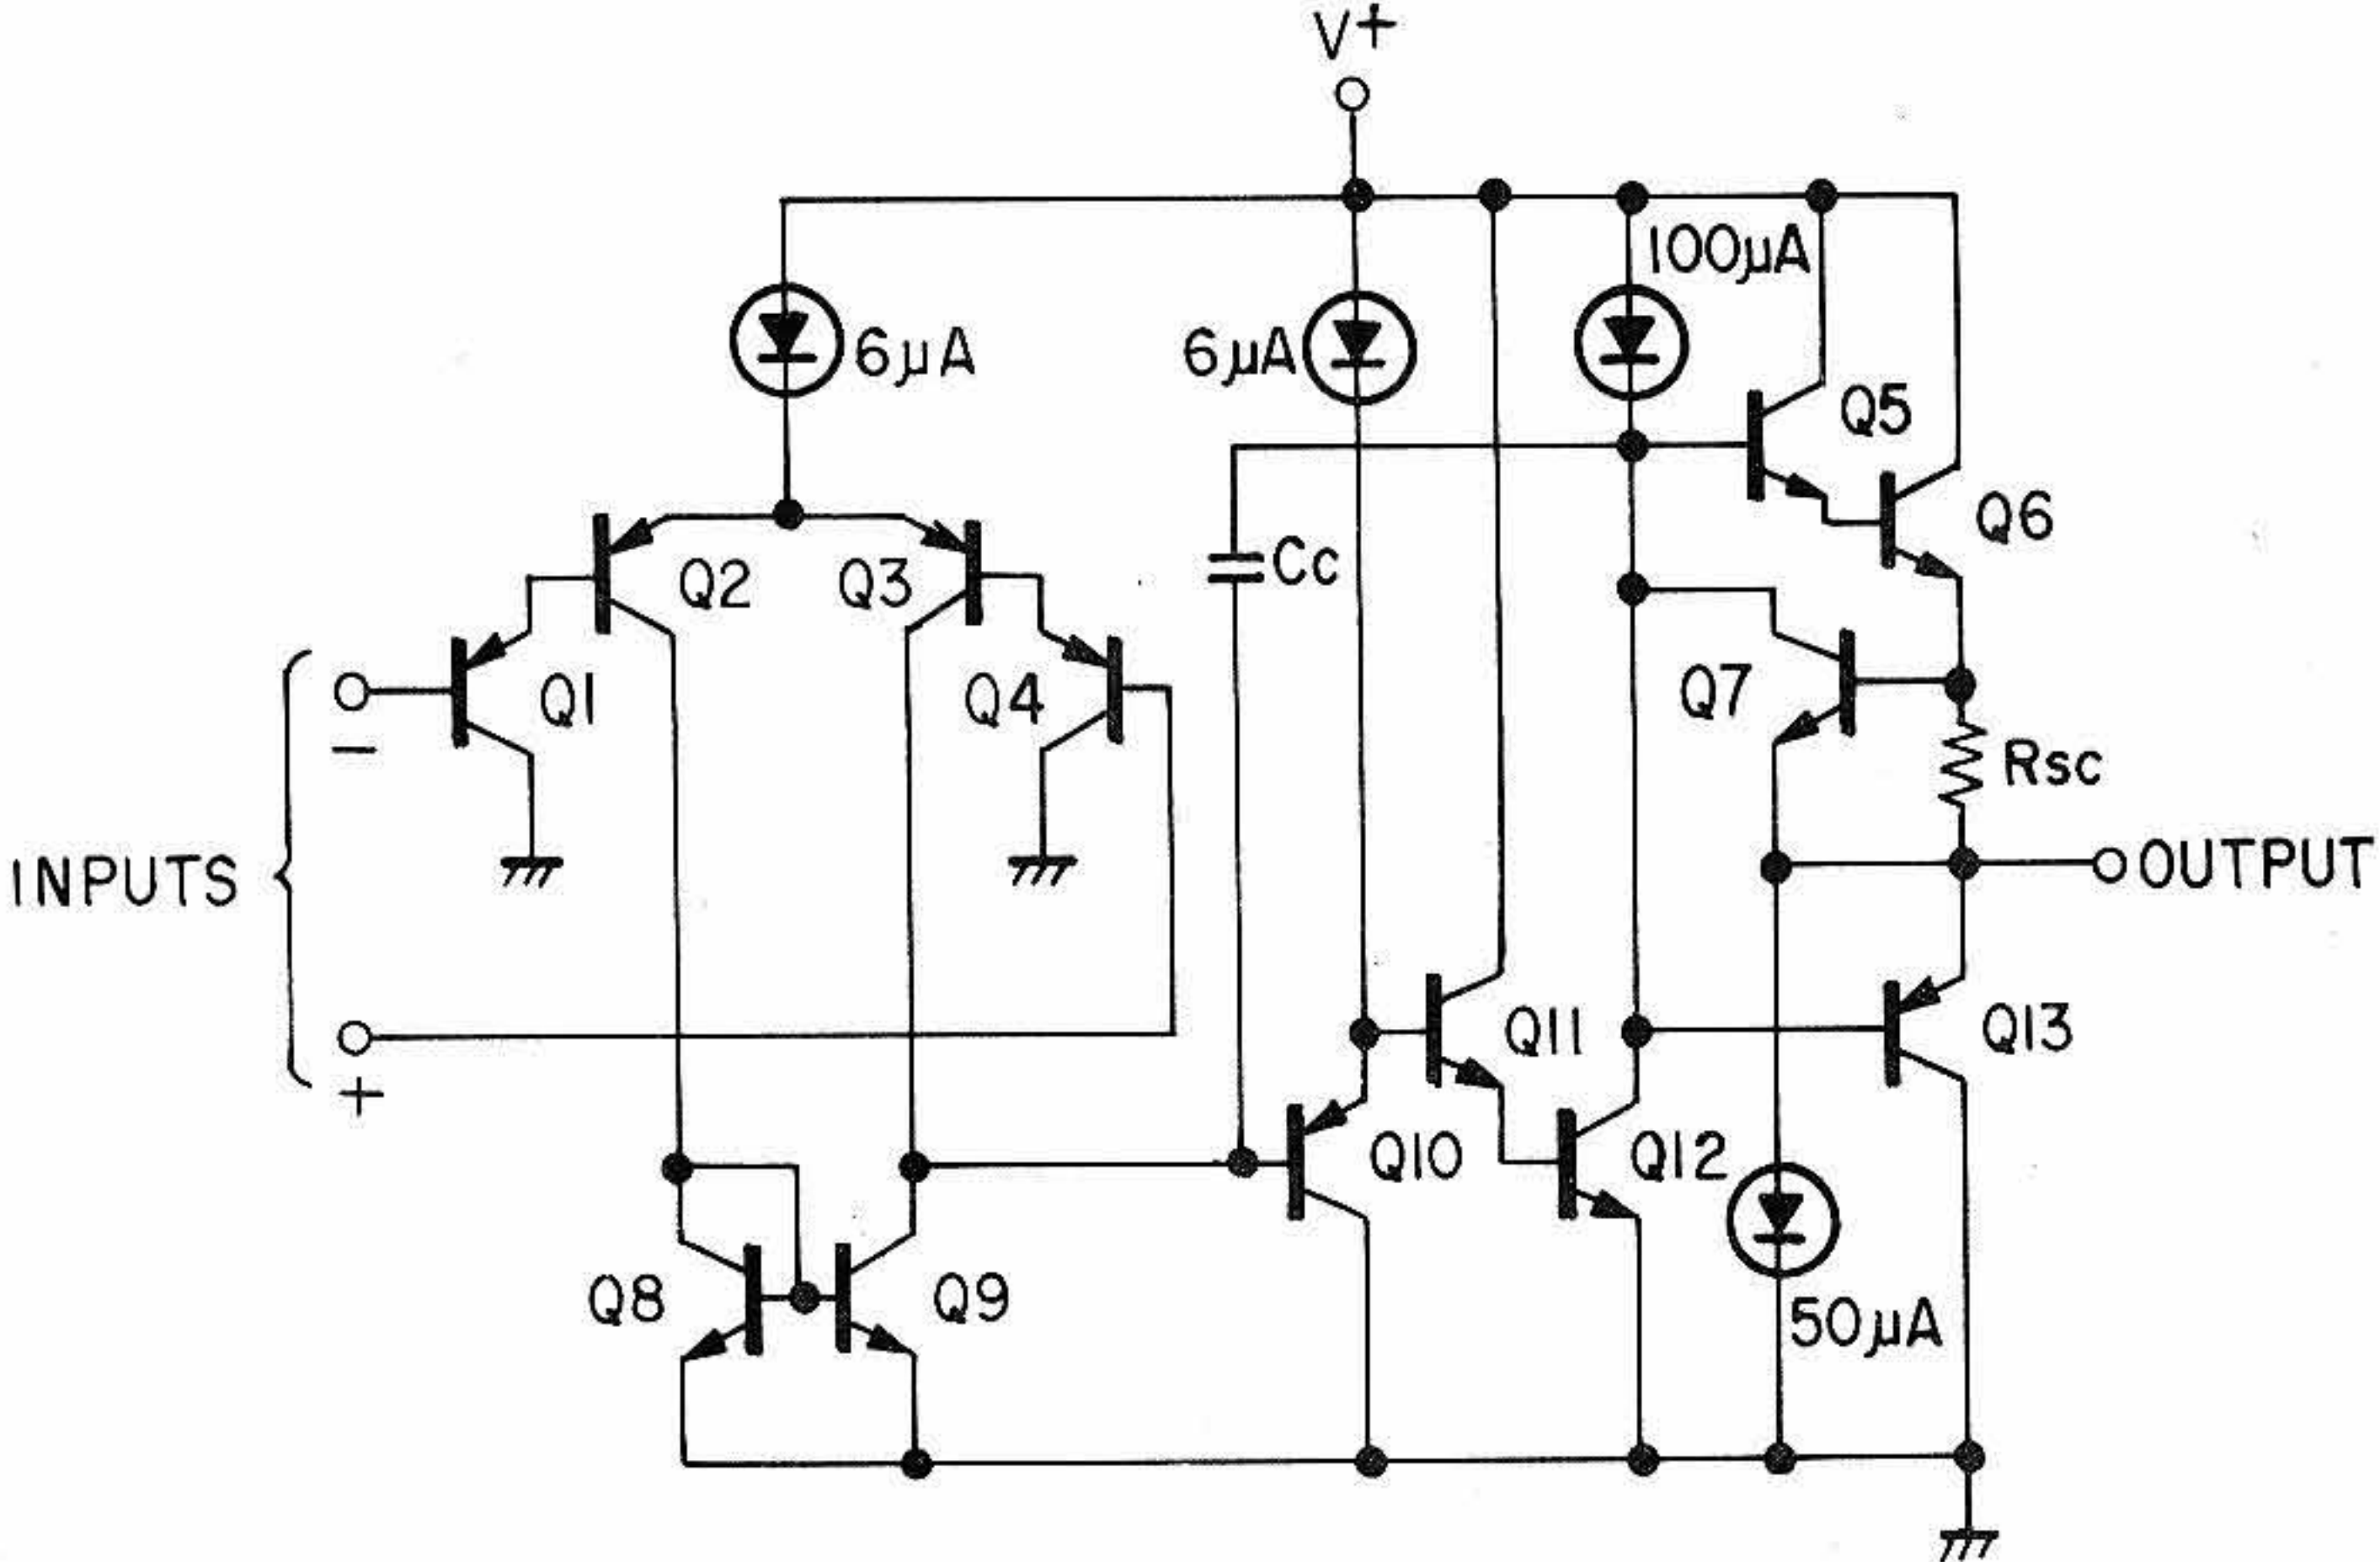 V+
100µA
6µA
6µA
Q5
Q6
Cc
Q2
Q3
Q1
Q4
Q7
−
Rsc
INPUTS
OUTPUT
Q11
Q13
+
Q10
Q12
Q8
Q9
50µA